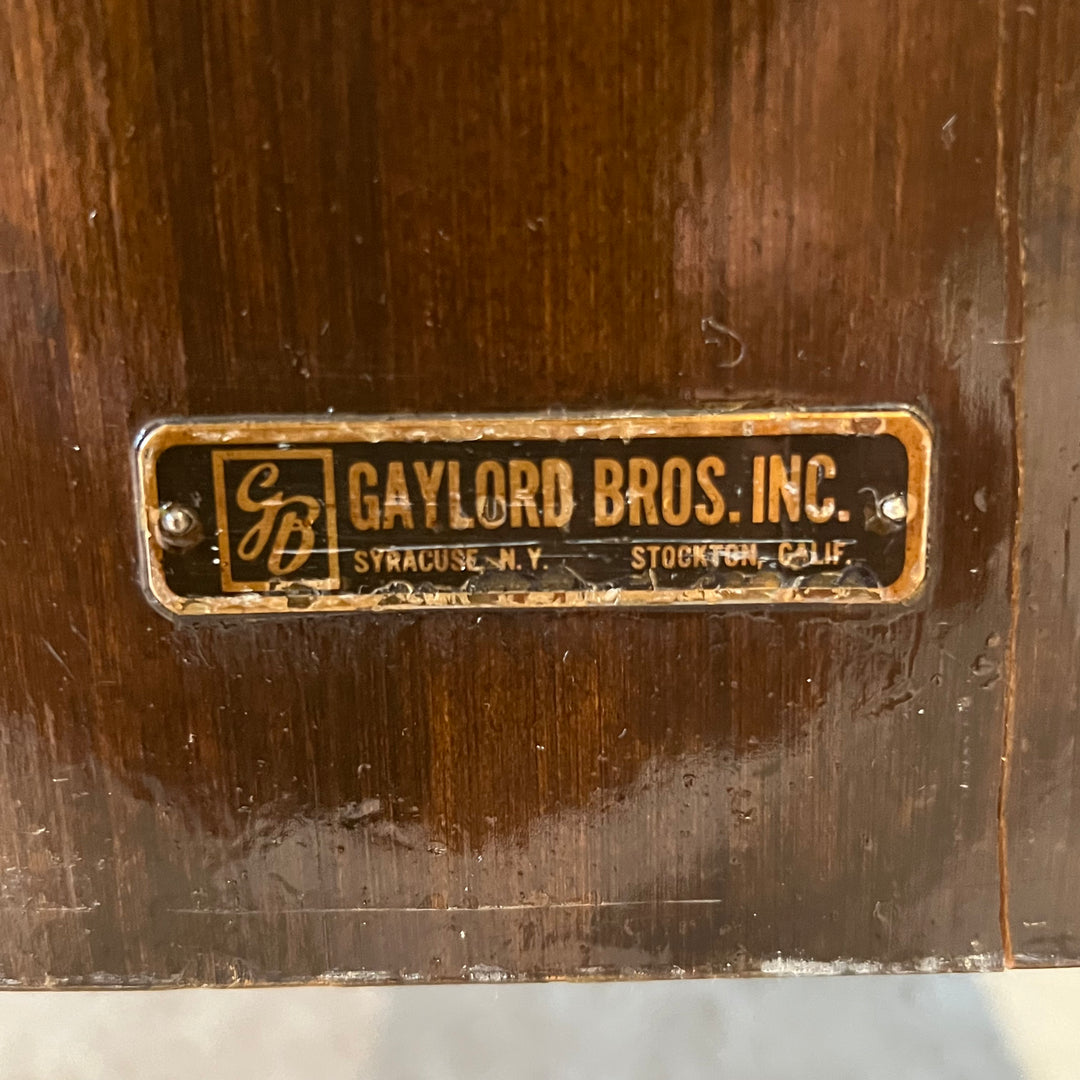 GB
GAYLORD BROS. INC.
SYRACUSE, N.Y. STOCKTON, CALIF.